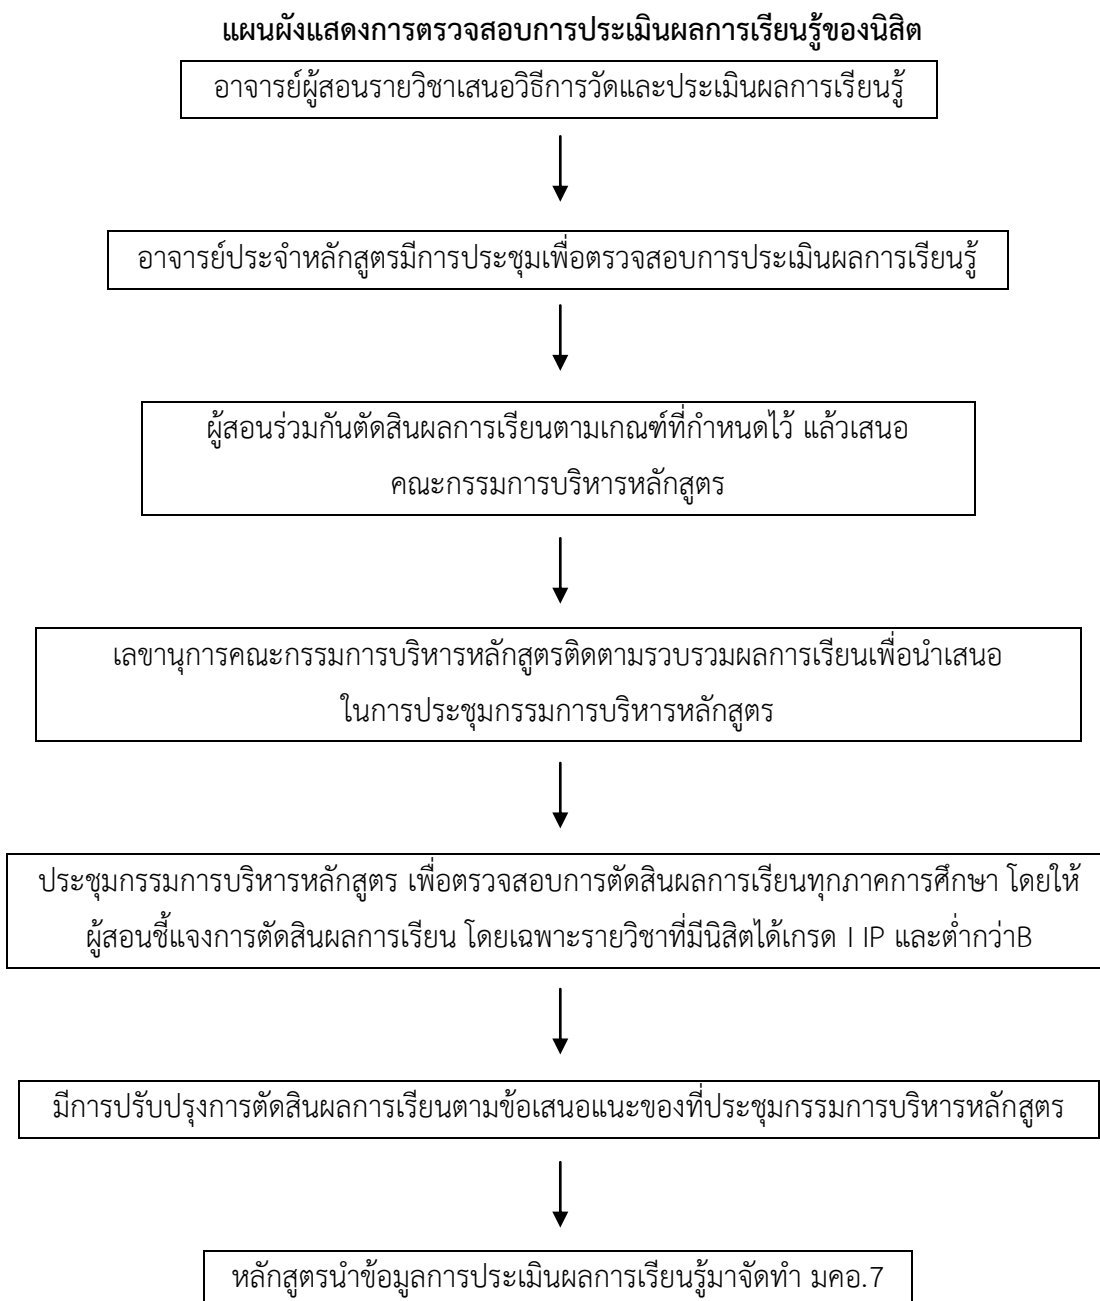 แผนผังแสดงการตรวจสอบการประเมินผลการเรียนรู้ของนิสิต
อาจารย์ผู้สอนรายวิชาเสนอวิธีการวัดและประเมินผลการเรียนรู้
อาจารย์ประจำหลักสูตรมีการประชุมเพื่อตรวจสอบการประเมินผลการเรียนรู้
ผู้สอนร่วมกันตัดสินผลการเรียนตามเกณฑ์ที่กำหนดไว้ แล้วเสนอ
คณะกรรมการบริหารหลักสูตร
เลขานุการคณะกรรมการบริหารหลักสูตรติดตามรวบรวมผลการเรียนเพื่อนำเสนอ
ในการประชุมกรรมการบริหารหลักสูตร
ประชุมกรรมการบริหารหลักสูตร เพื่อตรวจสอบการตัดสินผลการเรียนทุกภาคการศึกษา โดยให้
ผู้สอนชี้แจงการตัดสินผลการเรียน โดยเฉพาะรายวิชาที่มีนิสิตได้เกรด I IP และต่ำกว่าB
มีการปรับปรุงการตัดสินผลการเรียนตามข้อเสนอแนะของที่ประชุมกรรมการบริหารหลักสูตร
หลักสูตรนำข้อมูลการประเมินผลการเรียนรู้มาจัดทำ มคอ.7